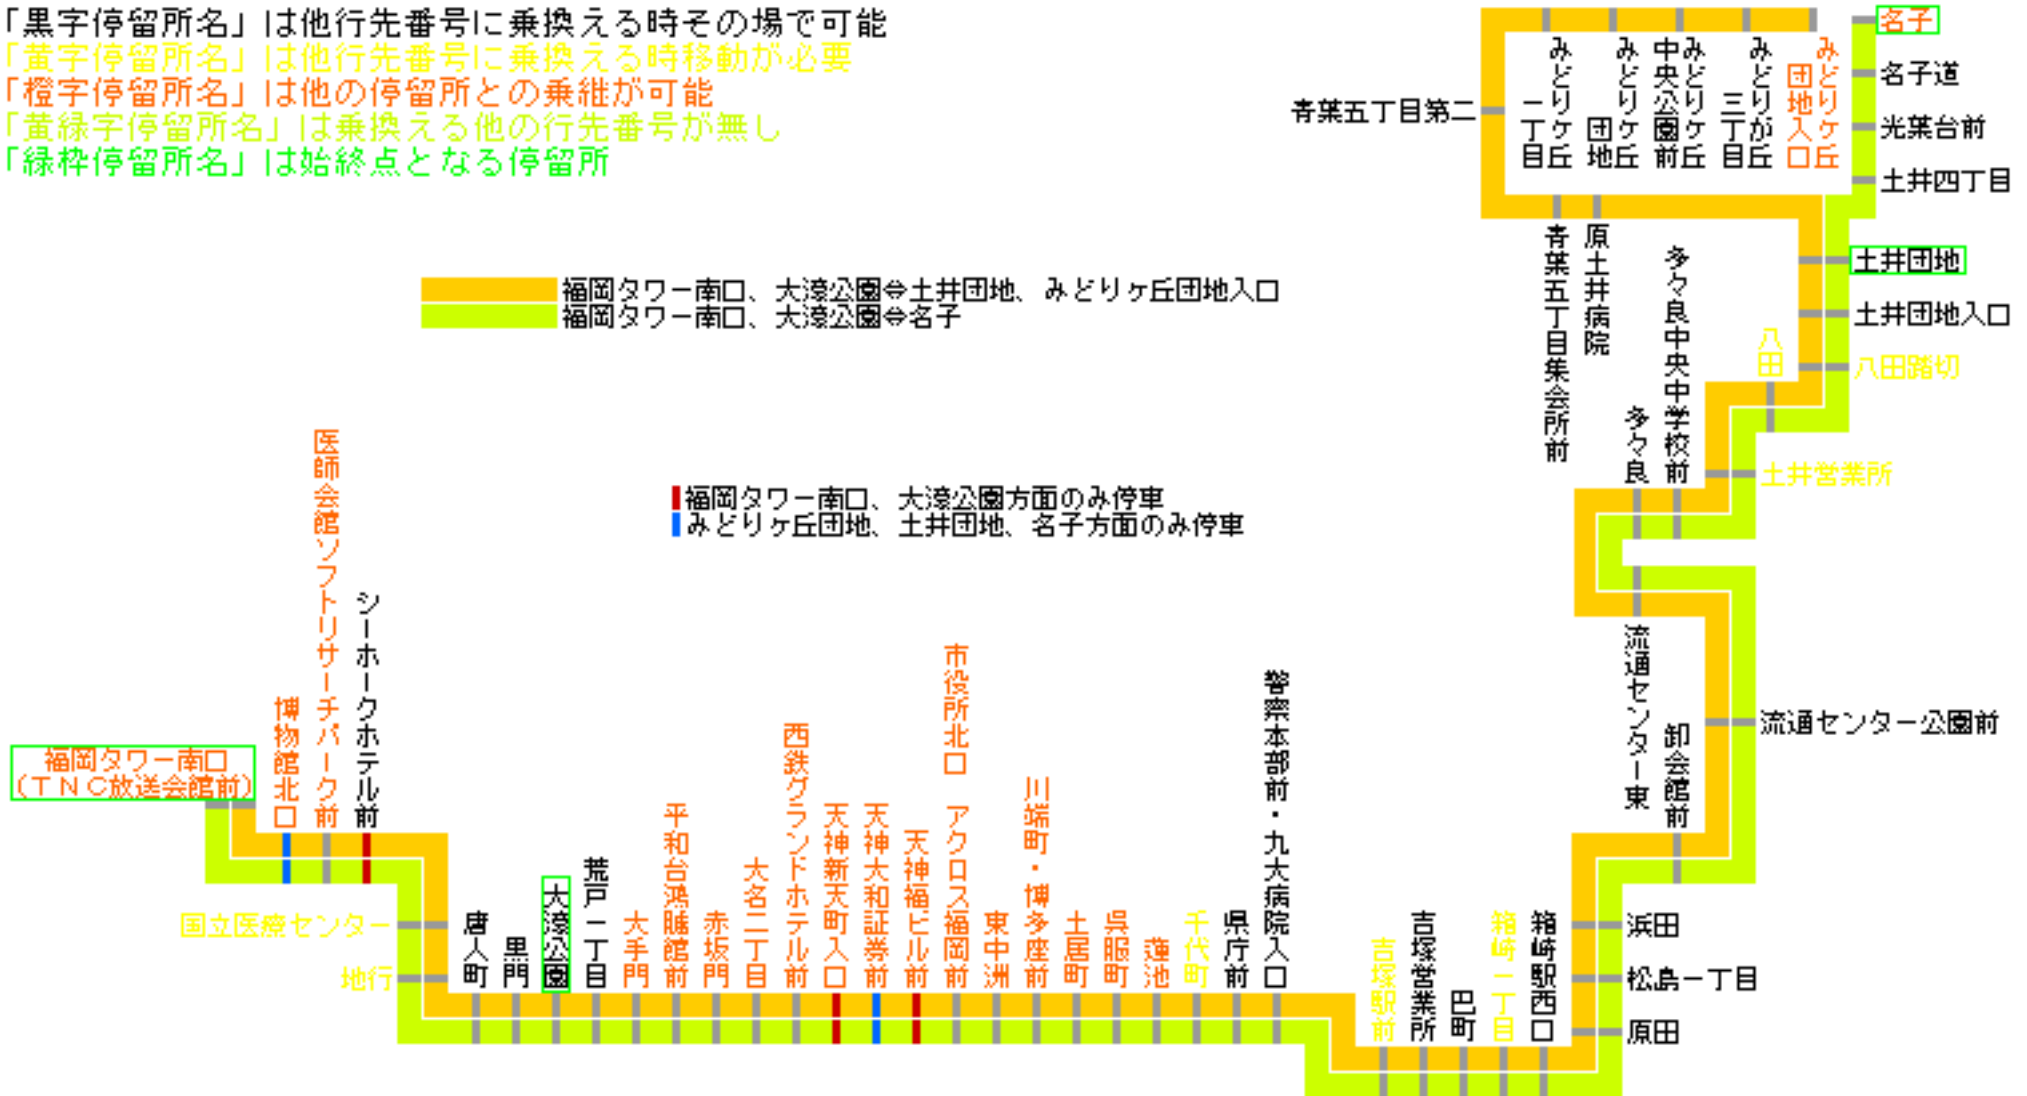 「黒字停留所名」は他行先番号に乗換える時その場で可能
「黄字停留所名」は他行先番号に乗換える時移動が必要
「橙字停留所名」は他の停留所との乗継が可能
「黄緑字停留所名」は乗換える他の行先番号が無し
「緑枠停留所名」は始終点となる停留所
福岡タワー南口、大濠公園⇔土井団地、みどりヶ丘団地入口
福岡タワー南口、大濠公園⇔名子
福岡タワー南口、大濠公園方面のみ停車
みどりヶ丘団地、土井団地、名子方面のみ停車
福岡タワー南口
(TNC放送会館前)
博物館北口
医師会館ソフトリサーチパーク前
シーホークホテル前
国立医療センター
地行
唐人町
黒門
大濠公園
荒戸一丁目
大手門
平和台鴻臚館前
赤坂門
大名二丁目
西鉄グランドホテル前
天神新天町入口
天神大和証券前
天神福ビル前
市役所北口 アクロス福岡前
東中洲
川端町・博多座前
土居町
呉服町
蓮池
千代町
県庁前
警察本部前・九大病院入口
吉塚駅前
吉塚営業所
巴町
箱崎一丁目
箱崎駅西口
原田
松島一丁目
浜田
卸会館前
流通センター公園前
流通センター東
多々良
多々良中央中学校前
土井営業所
八田
八田踏切
土井団地入口
土井団地
土井四丁目
光葉台前
名子道
名子
原土井病院
青葉五丁目集会所前
青葉五丁目第二
みどりケ丘
一丁目
みどりケ丘
団地
みどりケ丘
中央公園前
みどりが丘
三丁目
みどりケ丘
団地入口